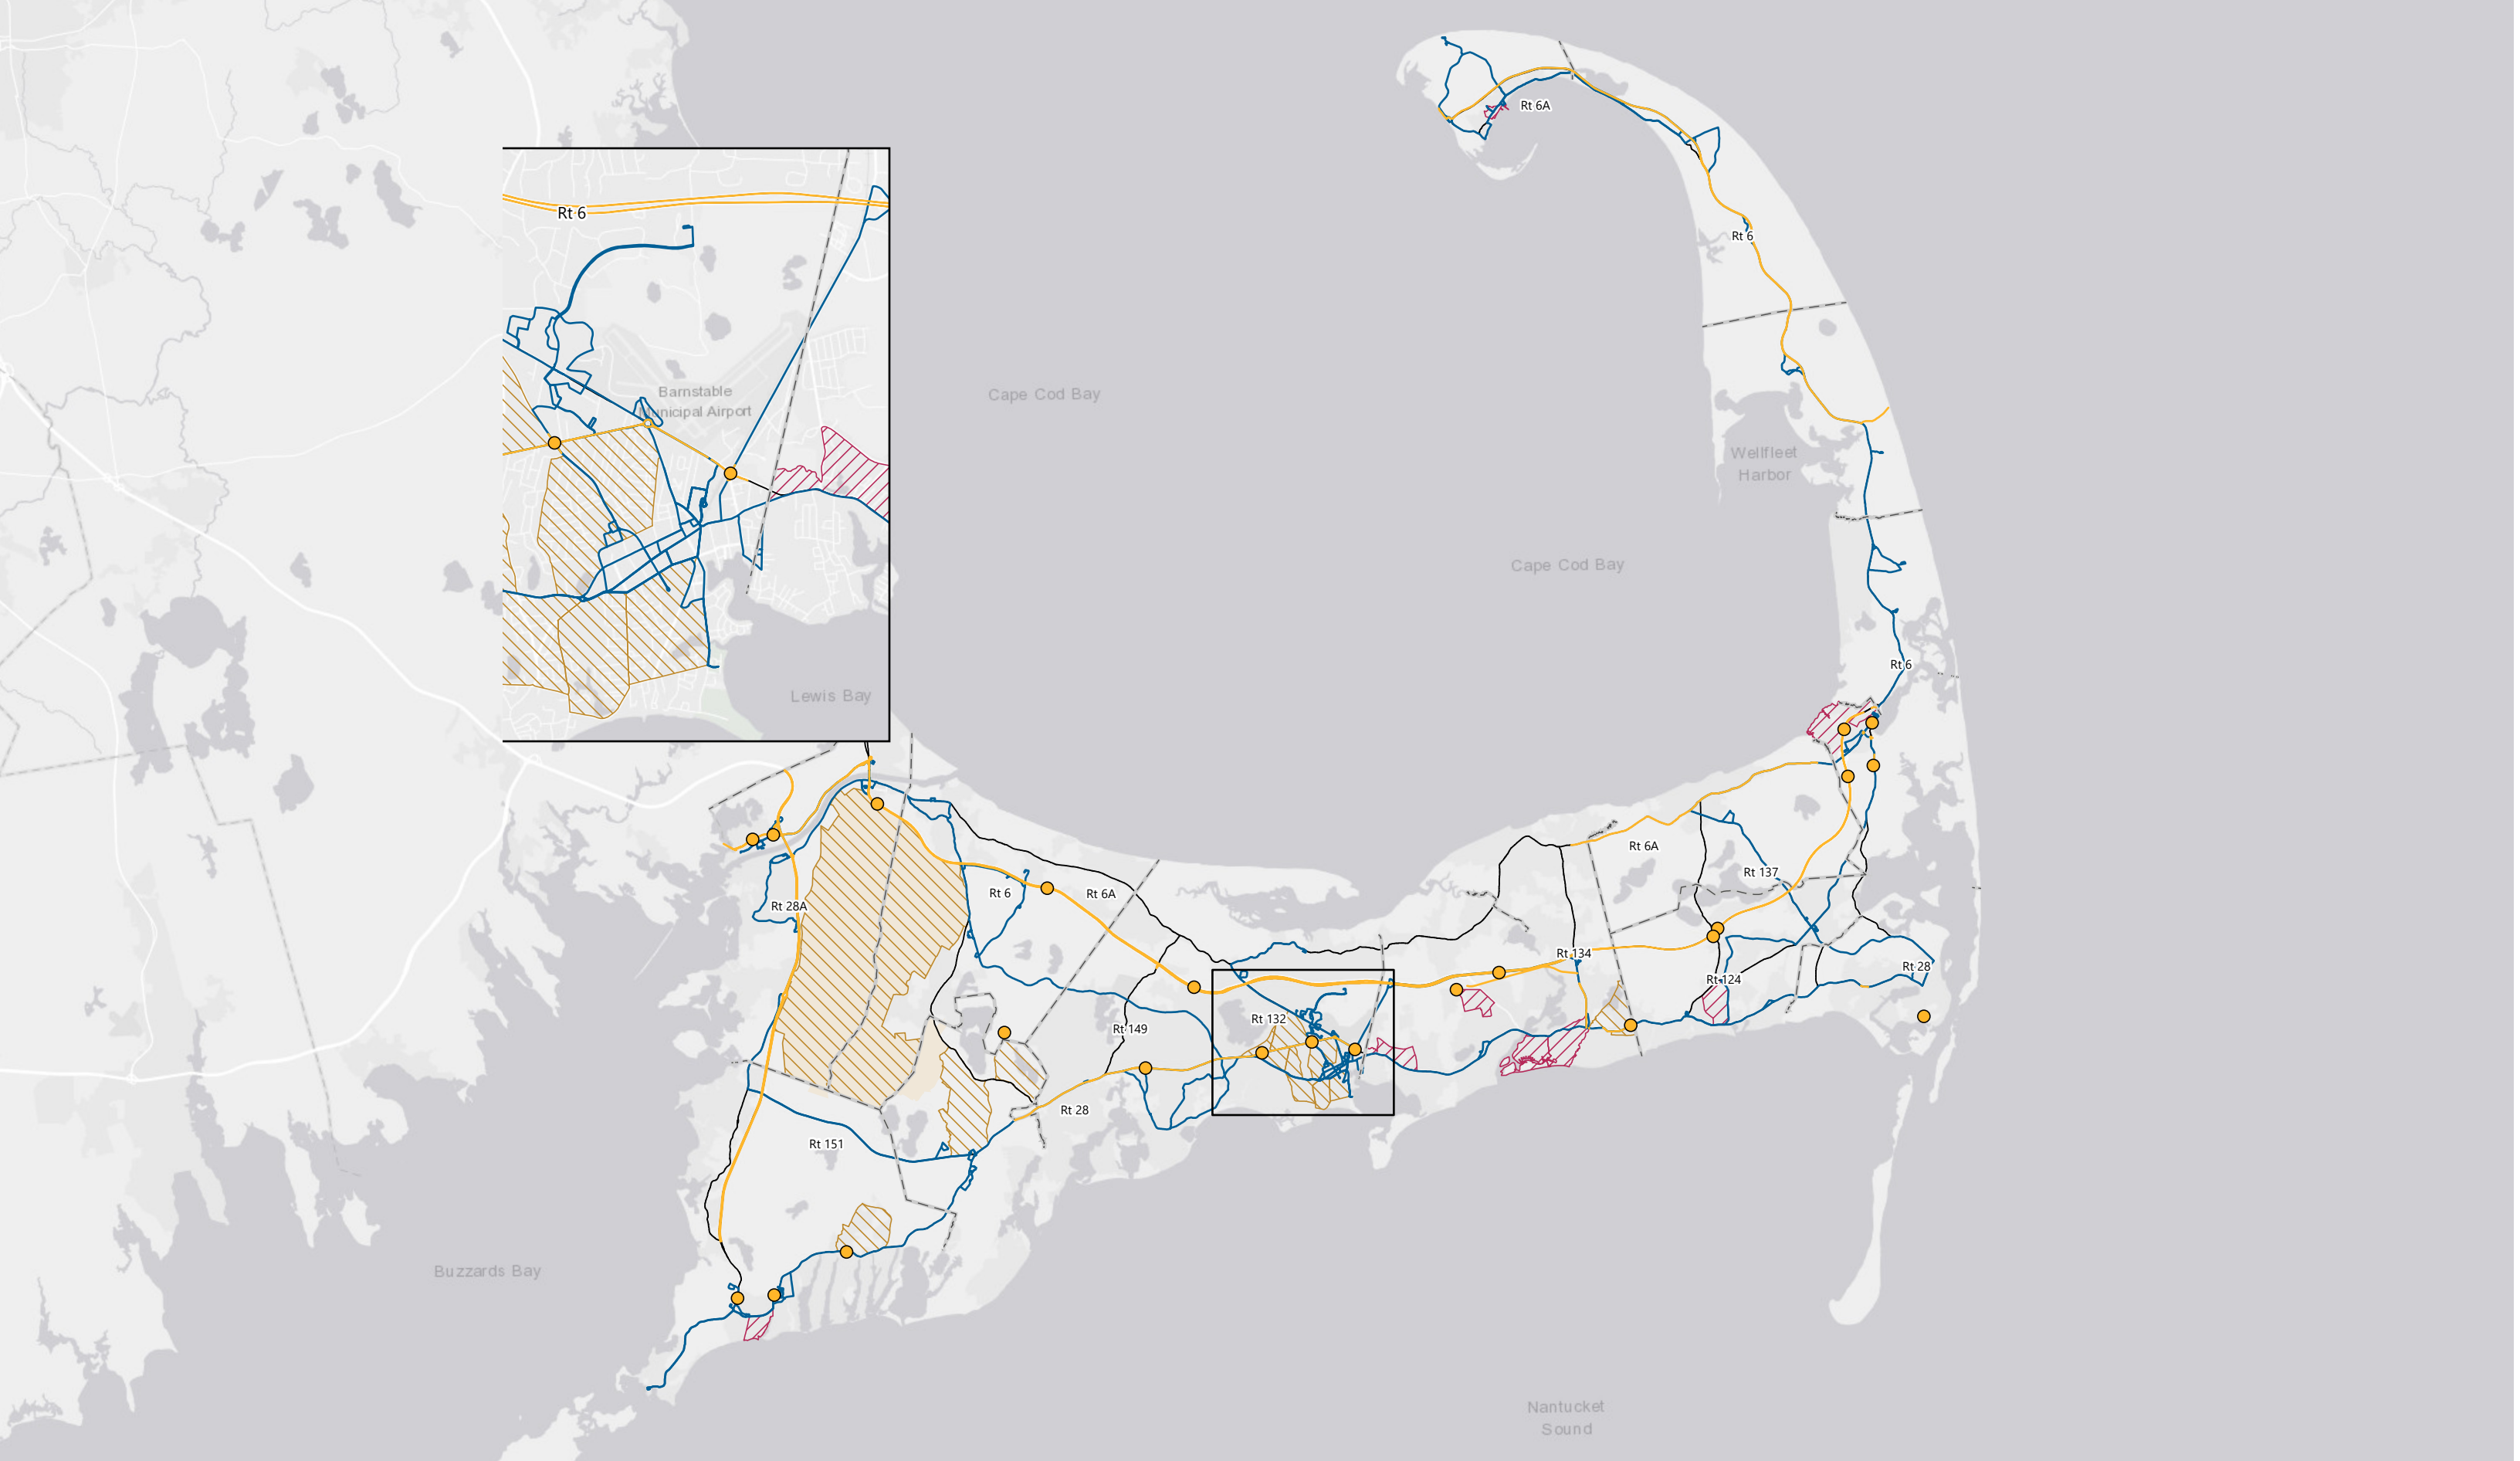 Rt 6A
Rt 6
Rt 6
Barnstable
Municipal Airport
Cape Cod Bay
Wellfleet
Harbor
Cape Cod Bay
Rt 6
Lewis Bay
Rt 6A
Rt 137
Rt 6
Rt 6A
Rt 28A
Rt 134
Rt 28
Rt 124
Rt 132
Rt 149
Rt 28
Rt 151
Buzzards Bay
Nantucket
Sound